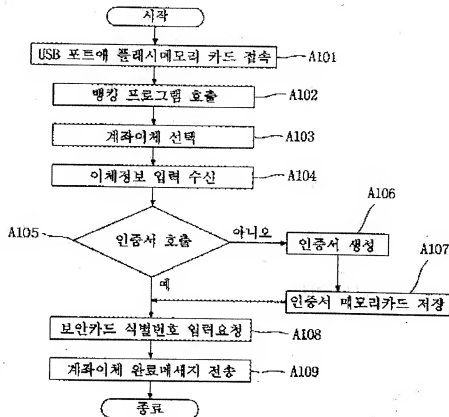 시작
USB 포트에 플래시메모리 카드 접속
A101
뱅킹 프로그램 호출
A102
계좌이체 선택
A103
이체정보 입력 수신
A104
A105
인증서 호출
아니오
A106
인증서 생성
A107
예
인증서 메모리카드 저장
보안카드 식별번호 입력요청
A108
계좌이체 완료메세지 전송
A109
종료